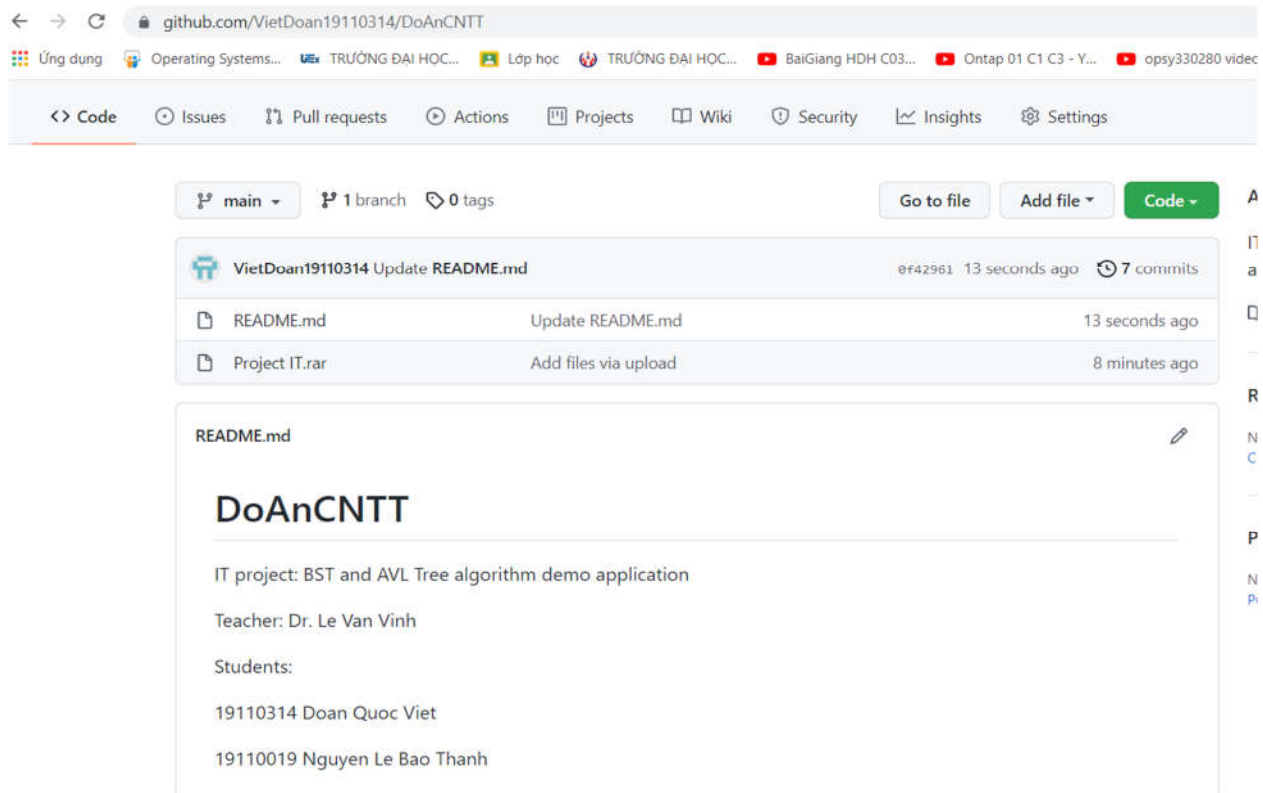 github.com/VietDoan19110314/DoAnCNTT
Ứng dụng Operating Systems... UEx TRƯỜNG ĐẠI HỌC... Lớp học TRƯỜNG ĐẠI HỌC... BaiGiang HDH C03... Ontap 01 C1 C3 - Y... opsy330280 videc
<> Code Issues Pull requests Actions Projects Wiki Security Insights Settings
main 1 branch 0 tags Go to file Add file Code
VietDoan19110314 Update README.md ef42961 13 seconds ago 7 commits
README.md Update README.md 13 seconds ago
Project IT.rar Add files via upload 8 minutes ago
README.md
DoAnCNTT
IT project: BST and AVL Tree algorithm demo application
Teacher: Dr. Le Van Vinh
Students:
19110314 Doan Quoc Viet
19110019 Nguyen Le Bao Thanh